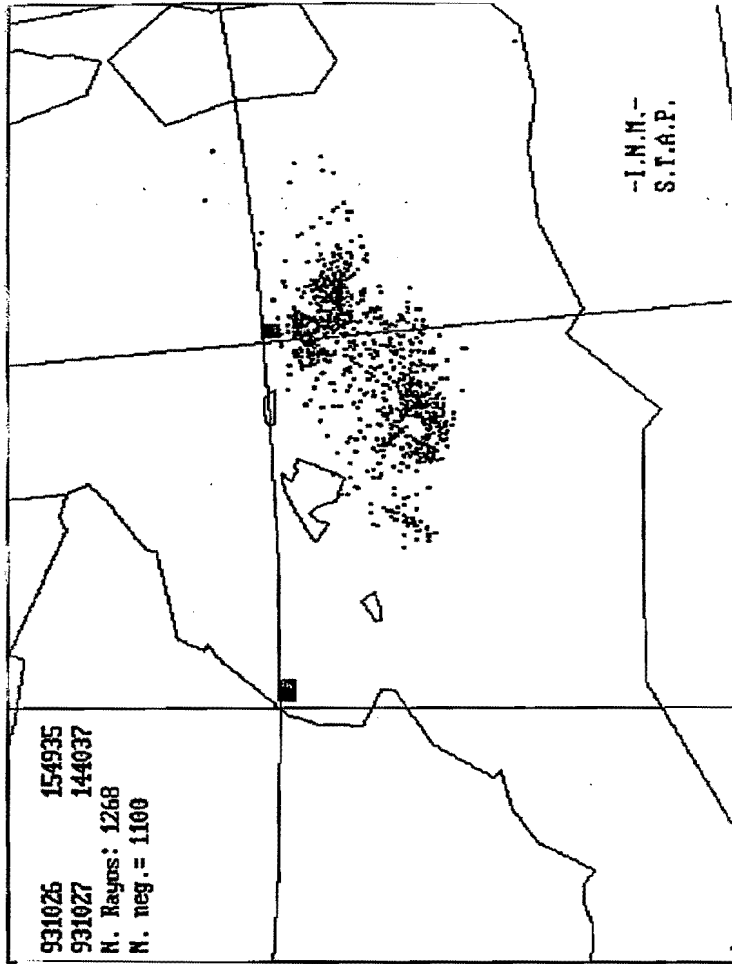 931026 154935
931027 144037
N. Rayos: 1268
N. neg.= 1100
-I.N.M.-
S.T.A.P.